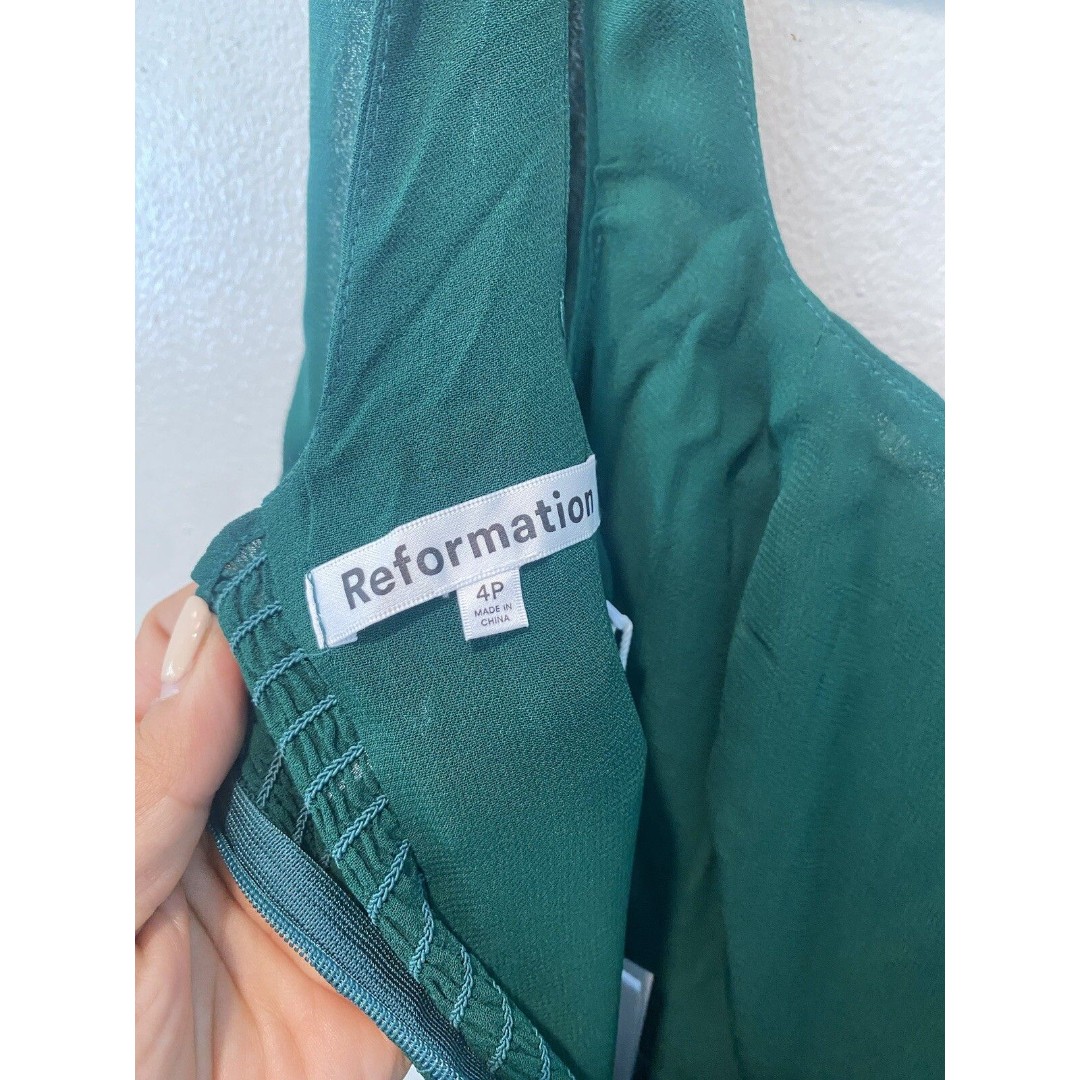 Reformation
4P
MADE IN
CHINA